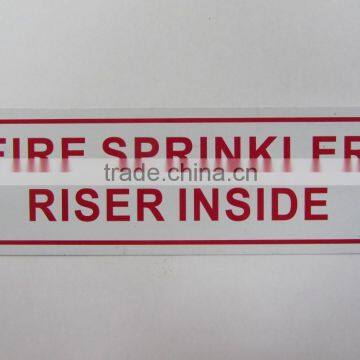 FIRE SPRINKLER
trade.china.cn
RISER INSIDE